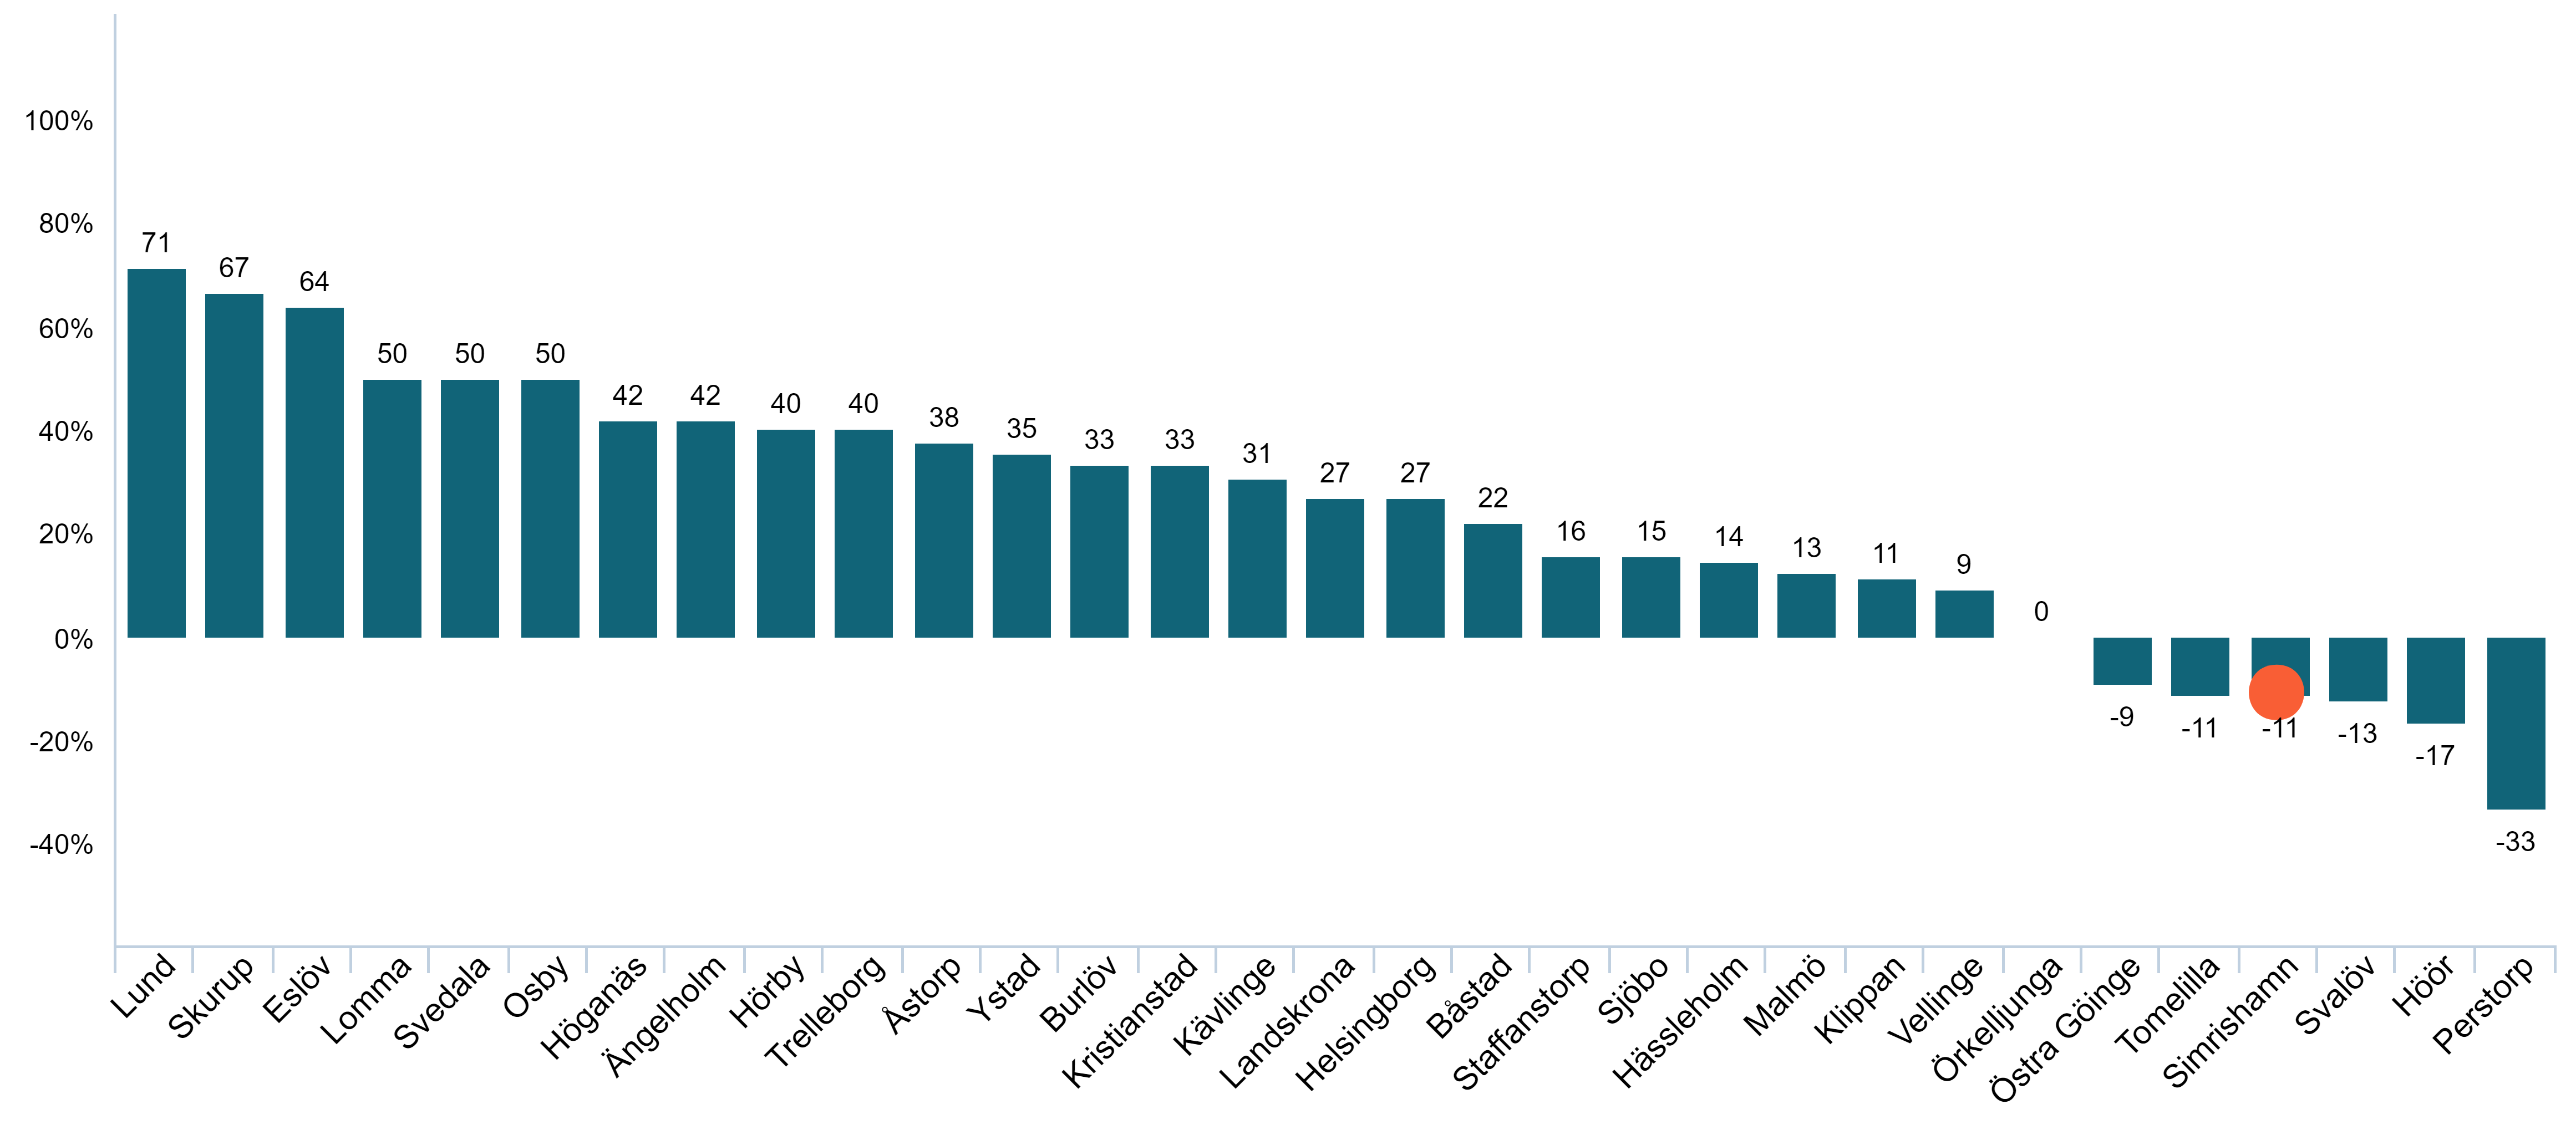 100%
80%
60%
40%
20%
0%
-20%
-40%
71
67
64
50
50
50
42
42
40
40
38
35
33
33
31
27
27
22
16
15
14
13
11
9
0
-9
-11
-11
-13
-17
-33
Lund
Skurup
Eslöv
Lomma
Svedala
Osby
Höganäs
Ängelholm
Hörby
Trelleborg
Åstorp
Ystad
Burlöv
Kristianstad
Kävlinge
Landskrona
Helsingborg
Båstad
Staffanstorp
Sjöbo
Hässleholm
Malmö
Klippan
Vellinge
Örkelljunga
Östra Göinge
Tomelilla
Simrishamn
Svalöv
Höör
Perstorp